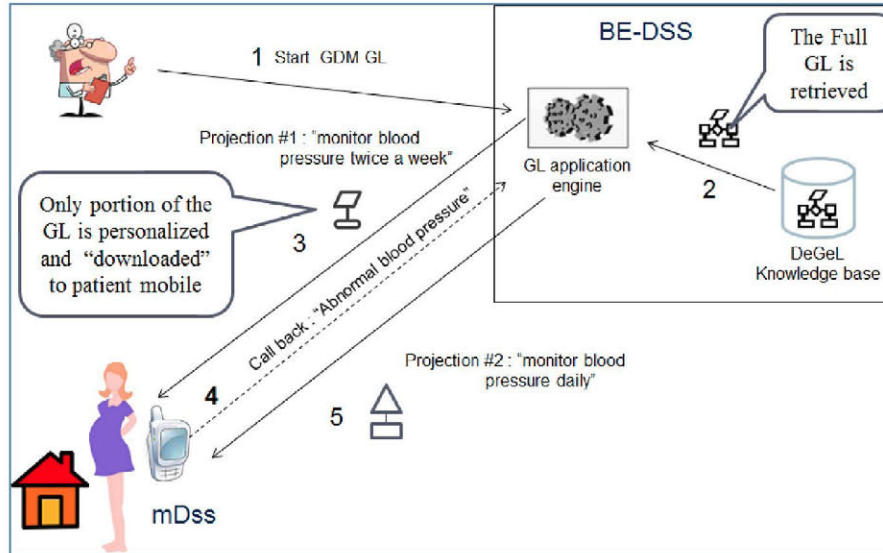 1 Start GDM GL
BE-DSS
The Full
GL is
retrieved
Projection #1 : “monitor blood
pressure twice a week”
GL application
engine
2
Only portion of the
GL is personalized
and “downloaded”
to patient mobile
3
DeGeL
Knowledge base
Call back : “Abnormal blood pressure”
Projection #2 : “monitor blood
pressure daily”
4
5
mDss